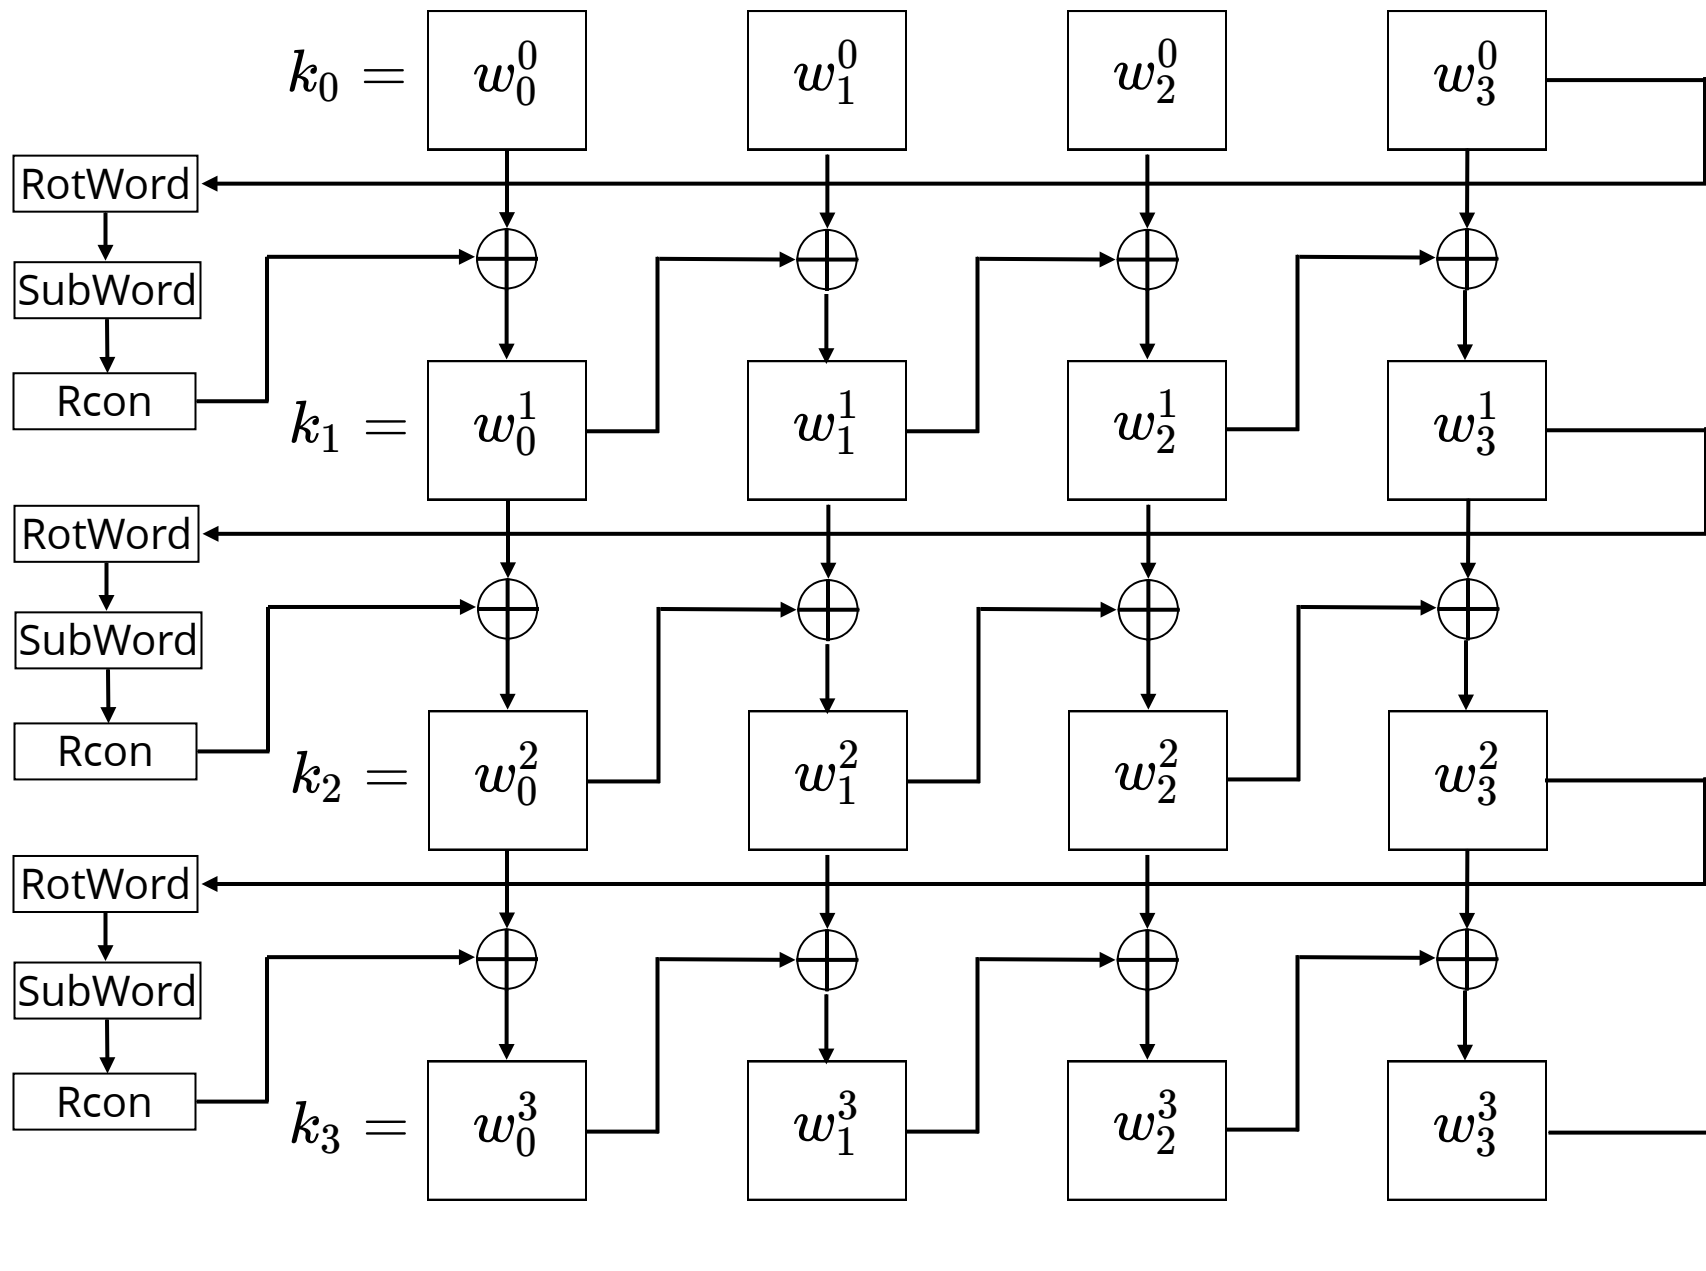 k₀ = w₀⁰ w₁⁰ w₂⁰ w₃⁰
RotWord
SubWord
Rcon
k₁ = w₀¹ w₁¹ w₂¹ w₃¹
RotWord
SubWord
Rcon
k₂ = w₀² w₁² w₂² w₃²
RotWord
SubWord
Rcon
k₃ = w₀³ w₁³ w₂³ w₃³